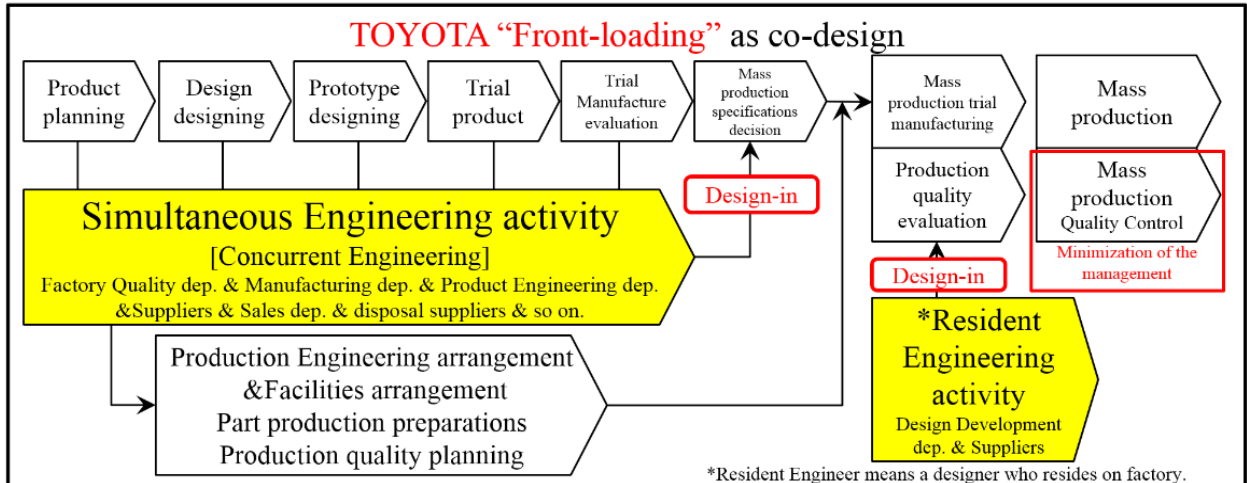 TOYOTA “Front-loading” as co-design
Product
planning
Design
designing
Prototype
designing
Trial
product
Trial
Manufacture
evaluation
Mass
production
specifications
decision
Mass
production trial
manufacturing
Mass
production
Simultaneous Engineering activity
[Concurrent Engineering]
Factory Quality dep. & Manufacturing dep. & Product Engineering dep.
&Suppliers & Sales dep. & disposal suppliers & so on.
Design-in
Production
quality
evaluation
Mass
production
Quality Control
Minimization of the
management
Design-in
*Resident
Engineering
activity
Design Development
dep. & Suppliers
Production Engineering arrangement
&Facilities arrangement
Part production preparations
Production quality planning
*Resident Engineer means a designer who resides on factory.